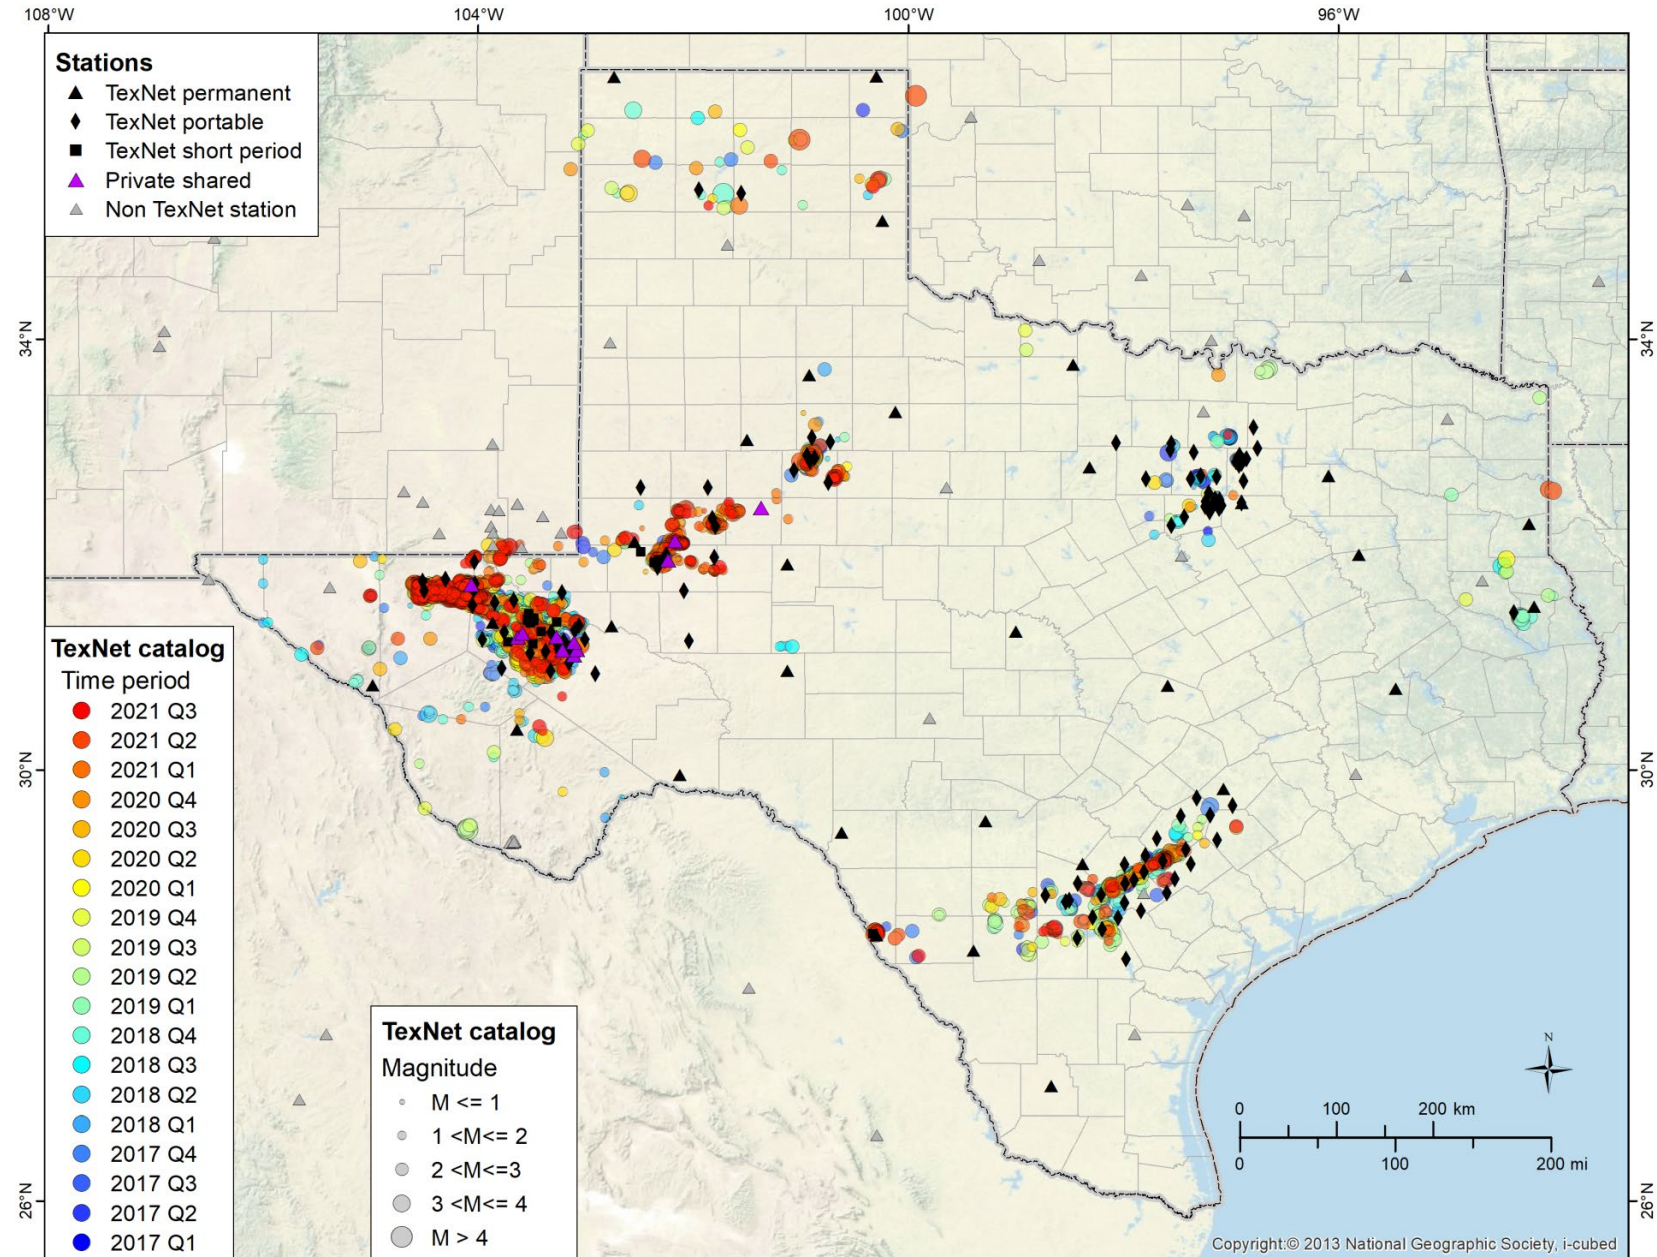 108°W
104°W
100°W
96°W
Stations
TexNet permanent
TexNet portable
TexNet short period
Private shared
Non TexNet station
34°N
34°N
TexNet catalog
Time period
2021 Q3
2021 Q2
2021 Q1
2020 Q4
2020 Q3
2020 Q2
2020 Q1
2019 Q4
2019 Q3
2019 Q2
2019 Q1
2018 Q4
2018 Q3
2018 Q2
2018 Q1
2017 Q4
2017 Q3
2017 Q2
2017 Q1
30°N
30°N
TexNet catalog
Magnitude
M <= 1
1 <M<= 2
2 <M<=3
3 <M<= 4
M > 4
N
0 100 200 km
0 100 200 mi
26°N
26°N
Copyright:© 2013 National Geographic Society, i-cubed